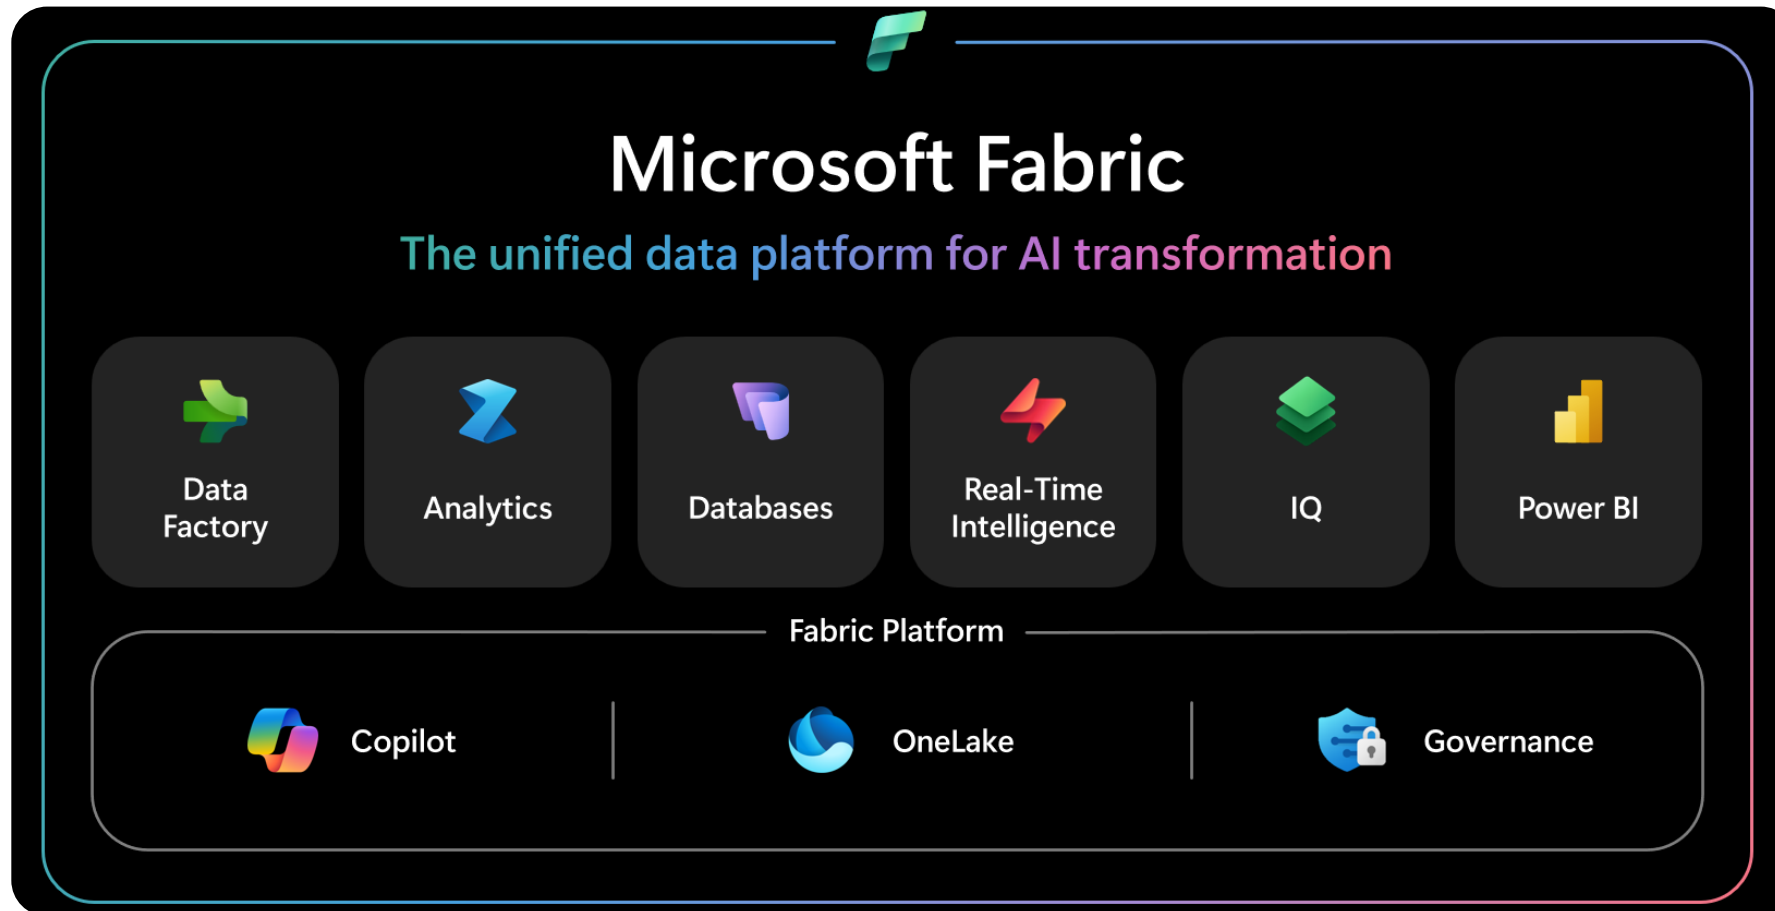 Microsoft Fabric
The unified data platform for AI transformation
Data
Factory
Analytics
Databases
Real-Time
Intelligence
IQ
Power BI
Fabric Platform
Copilot
OneLake
Governance